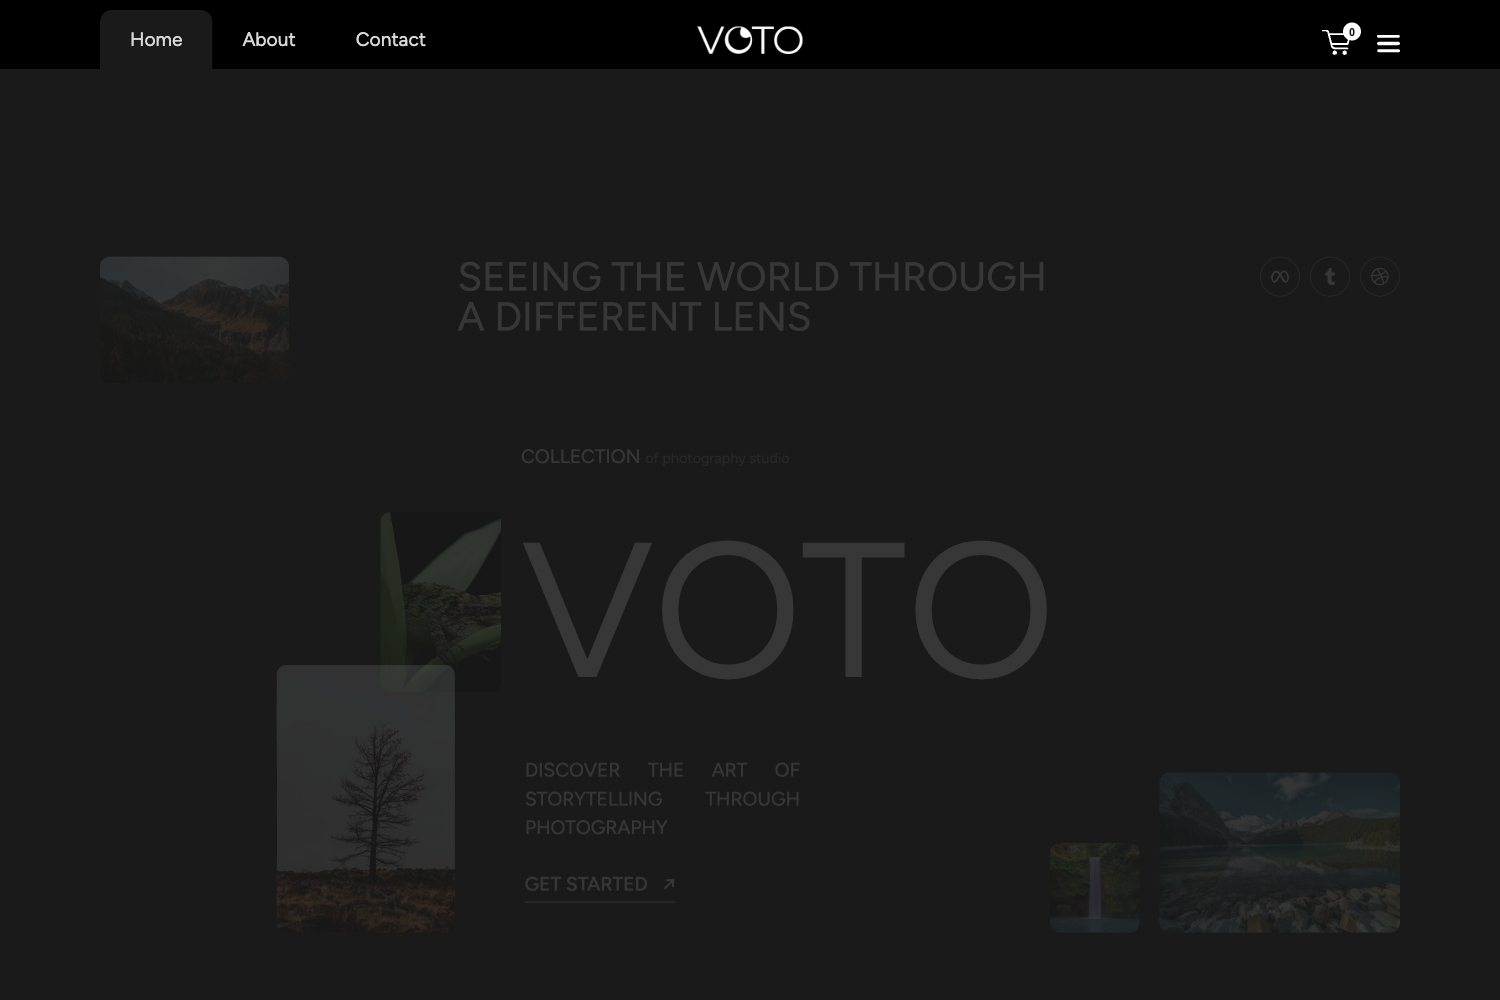 Home About Contact
VOTO
0
SEEING THE WORLD THROUGH
A DIFFERENT LENS
COLLECTION of photography studio
VOTO
DISCOVER THE ART OF
STORYTELLING THROUGH
PHOTOGRAPHY
GET STARTED